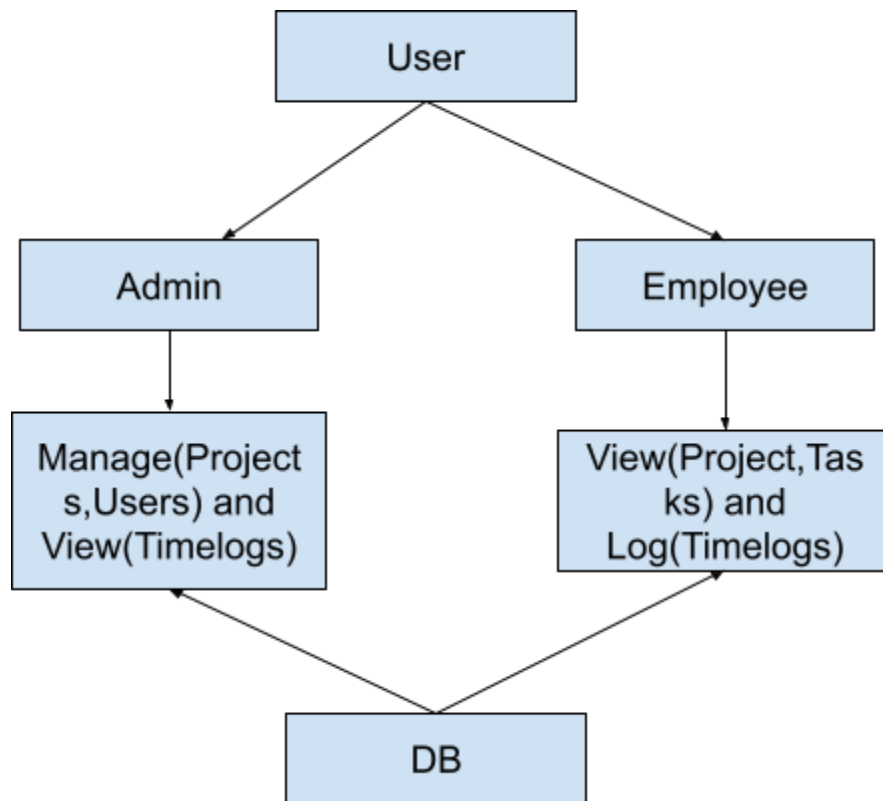 User
Admin
Employee
Manage(Project
s,Users) and
View(Timelogs)
View(Project,Tas
ks) and
Log(Timelogs)
DB